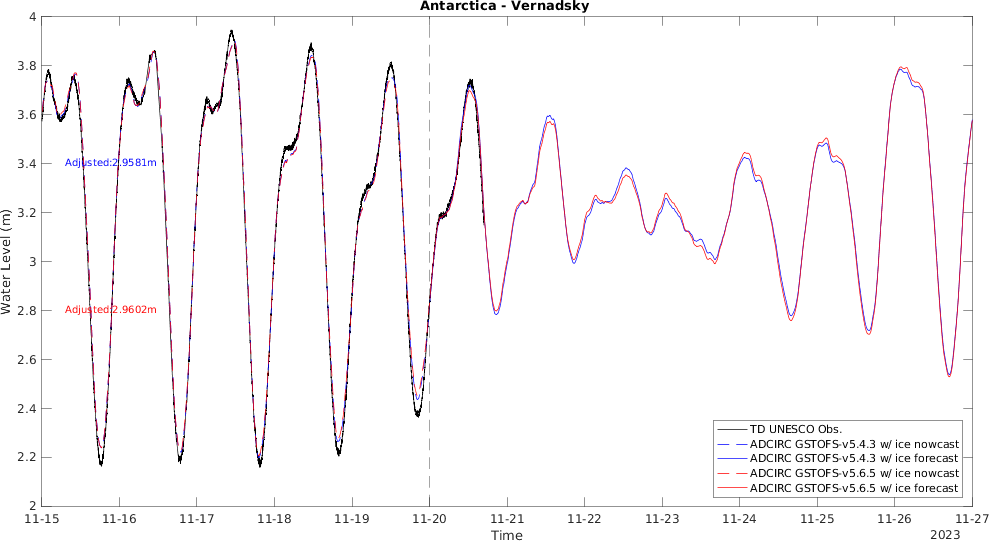 Antarctica - Vernadsky
4
3.8
3.6
3.4
3.2
3
2.8
2.6
2.4
2.2
2
Water Level (m)
Adjusted:2.9581m
Adjusted:2.9602m
TD UNESCO Obs.
ADCIRC GSTOFS-v5.4.3 w/ ice nowcast
ADCIRC GSTOFS-v5.4.3 w/ ice forecast
ADCIRC GSTOFS-v5.6.5 w/ ice nowcast
ADCIRC GSTOFS-v5.6.5 w/ ice forecast
11-15 11-16 11-17 11-18 11-19 11-20 11-21 11-22 11-23 11-24 11-25 11-26 11-27
Time
2023